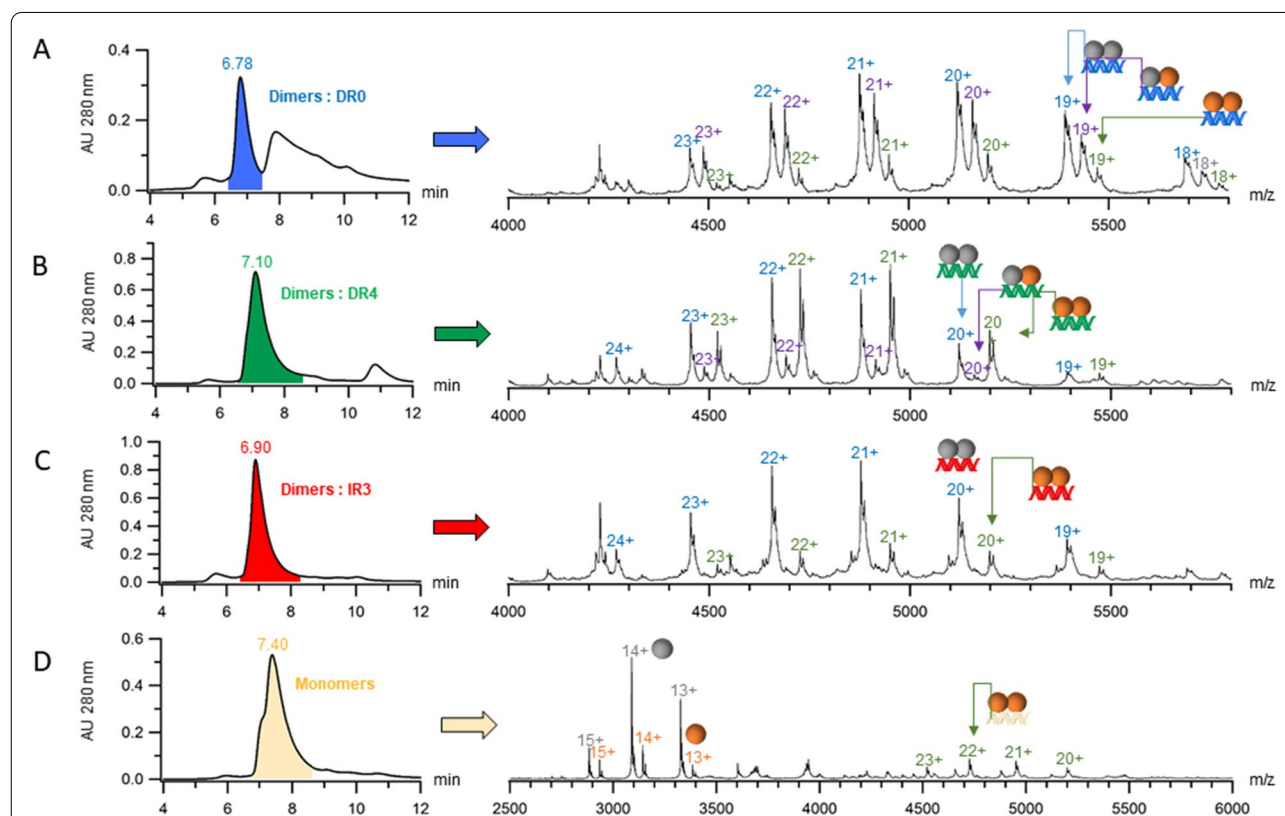 A
AU 280 nm
0.4
0.2
0.0
6.78
Dimers : DR0
4 6 8 10 12
min
23+ 23+ 23+ 22+ 22+ 22+ 21+ 21+ 21+ 20+ 20+ 20+ 19+ 19+ 19+ 18+ 18+ 18+
4000 4500 5000 5500
m/z
B
AU 280 nm
0.8
0.6
0.4
0.2
0.0
7.10
Dimers : DR4
4 6 8 10 12
min
24+ 23+ 23+ 23+ 22+ 22+ 22+ 21+ 21+ 21+ 20+ 20+ 20 19+ 19+
4000 4500 5000 5500
m/z
C
AU 280 nm
1.0
0.8
0.6
0.4
0.2
0.0
6.90
Dimers : IR3
4 6 8 10 12
min
24+ 23+ 23+ 22+ 22+ 21+ 21+ 20+ 20+ 19+ 19+
4000 4500 5000 5500
m/z
D
AU 280 nm
0.6
0.4
0.2
0.0
7.40
Monomers
4 6 8 10 12
min
15+ 15+ 14+ 14+ 13+ 13+ 23+ 22+ 21+ 20+
2500 3000 3500 4000 4500 5000 5500 6000
m/z